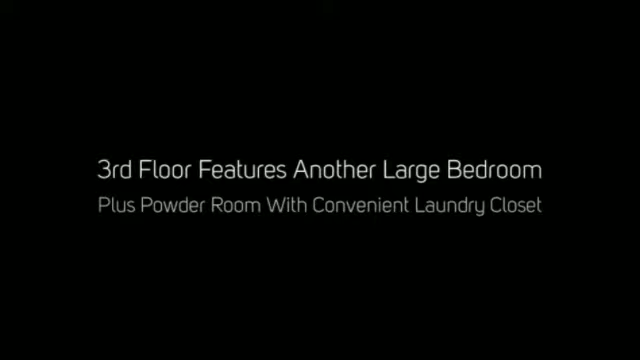 3rd Floor Features Another Large Bedroom
Plus Powder Room With Convenient Laundry Closet